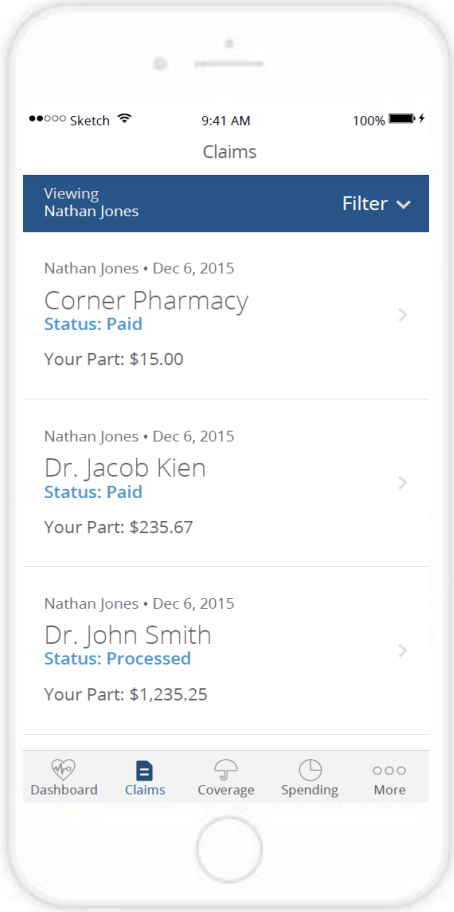 Sketch 9:41 AM 100%
Claims
Viewing
Nathan Jones
Filter
Nathan Jones • Dec 6, 2015
Corner Pharmacy
Status: Paid
Your Part: $15.00
Nathan Jones • Dec 6, 2015
Dr. Jacob Kien
Status: Paid
Your Part: $235.67
Nathan Jones • Dec 6, 2015
Dr. John Smith
Status: Processed
Your Part: $1,235.25
Dashboard Claims Coverage Spending More